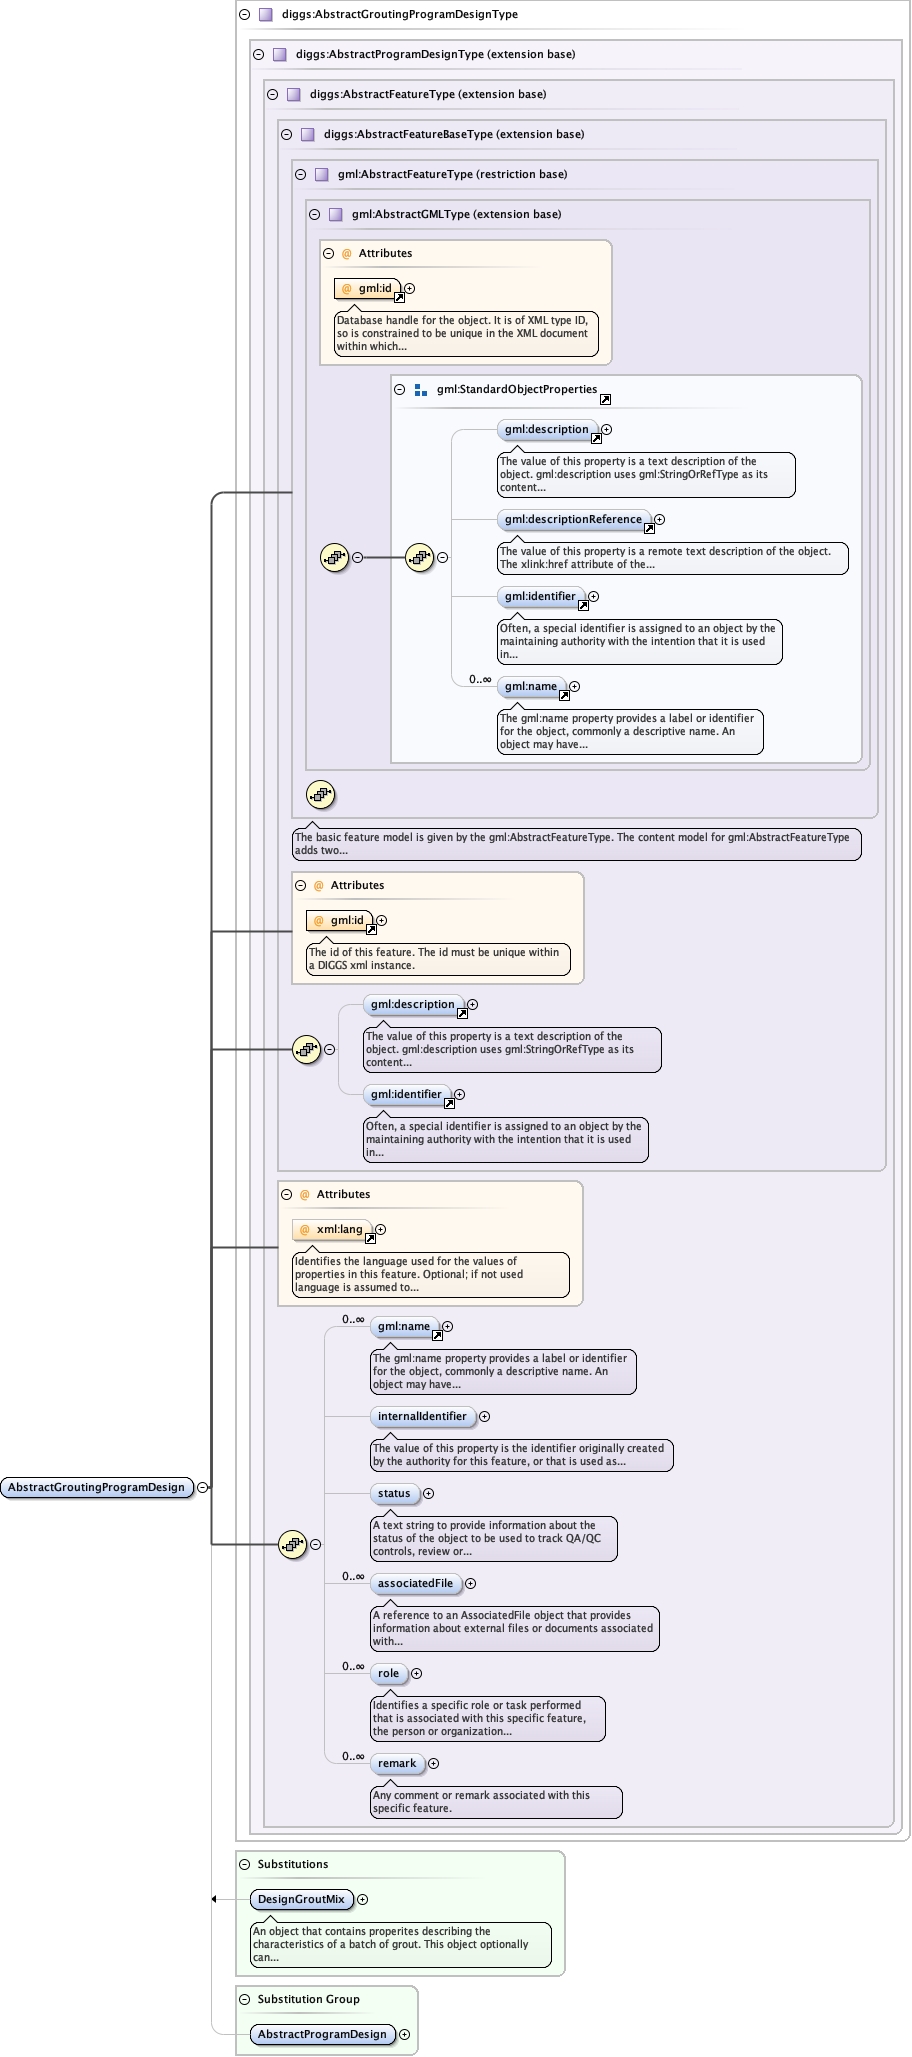 diggs:AbstractGroutingProgramDesignType
diggs:AbstractProgramDesignType (extension base)
diggs:AbstractFeatureType (extension base)
diggs:AbstractFeatureBaseType (extension base)
gml:AbstractFeatureType (restriction base)
gml:AbstractGMLType (extension base)
@ Attributes
@ gml:id
Database handle for the object. It is of XML type ID,
so is constrained to be unique in the XML document
within which...
gml:StandardObjectProperties
gml:description
The value of this property is a text description of the
object. gml:description uses gml:StringOrRefType as its
content...
gml:descriptionReference
The value of this property is a remote text description of the object.
The xlink:href attribute of the...
gml:identifier
Often, a special identifier is assigned to an object by the
maintaining authority with the intention that it is used
in...
0..∞
gml:name
The gml:name property provides a label or identifier
for the object, commonly a descriptive name. An
object may have...
The basic feature model is given by the gml:AbstractFeatureType. The content model for gml:AbstractFeatureType
adds two...
@ Attributes
@ gml:id
The id of this feature. The id must be unique within
a DIGGS xml instance.
gml:description
The value of this property is a text description of the
object. gml:description uses gml:StringOrRefType as its
content...
gml:identifier
Often, a special identifier is assigned to an object by the
maintaining authority with the intention that it is used
in...
@ Attributes
@ xml:lang
Identifies the language used for the values of
properties in this feature. Optional; if not used
language is assumed to...
0..∞
gml:name
The gml:name property provides a label or identifier
for the object, commonly a descriptive name. An
object may have...
internalIdentifier
The value of this property is the identifier originally created
by the authority for this feature, or that is used as...
AbstractGroutingProgramDesign
status
A text string to provide information about the
status of the object to be used to track QA/QC
controls, review or...
0..∞
associatedFile
A reference to an AssociatedFile object that provides
information about external files or documents associated
with...
0..∞
role
Identifies a specific role or task performed
that is associated with this specific feature,
the person or organization...
0..∞
remark
Any comment or remark associated with this
specific feature.
Substitutions
DesignGroutMix
An object that contains properites describing the
characteristics of a batch of grout. This object optionally
can...
Substitution Group
AbstractProgramDesign